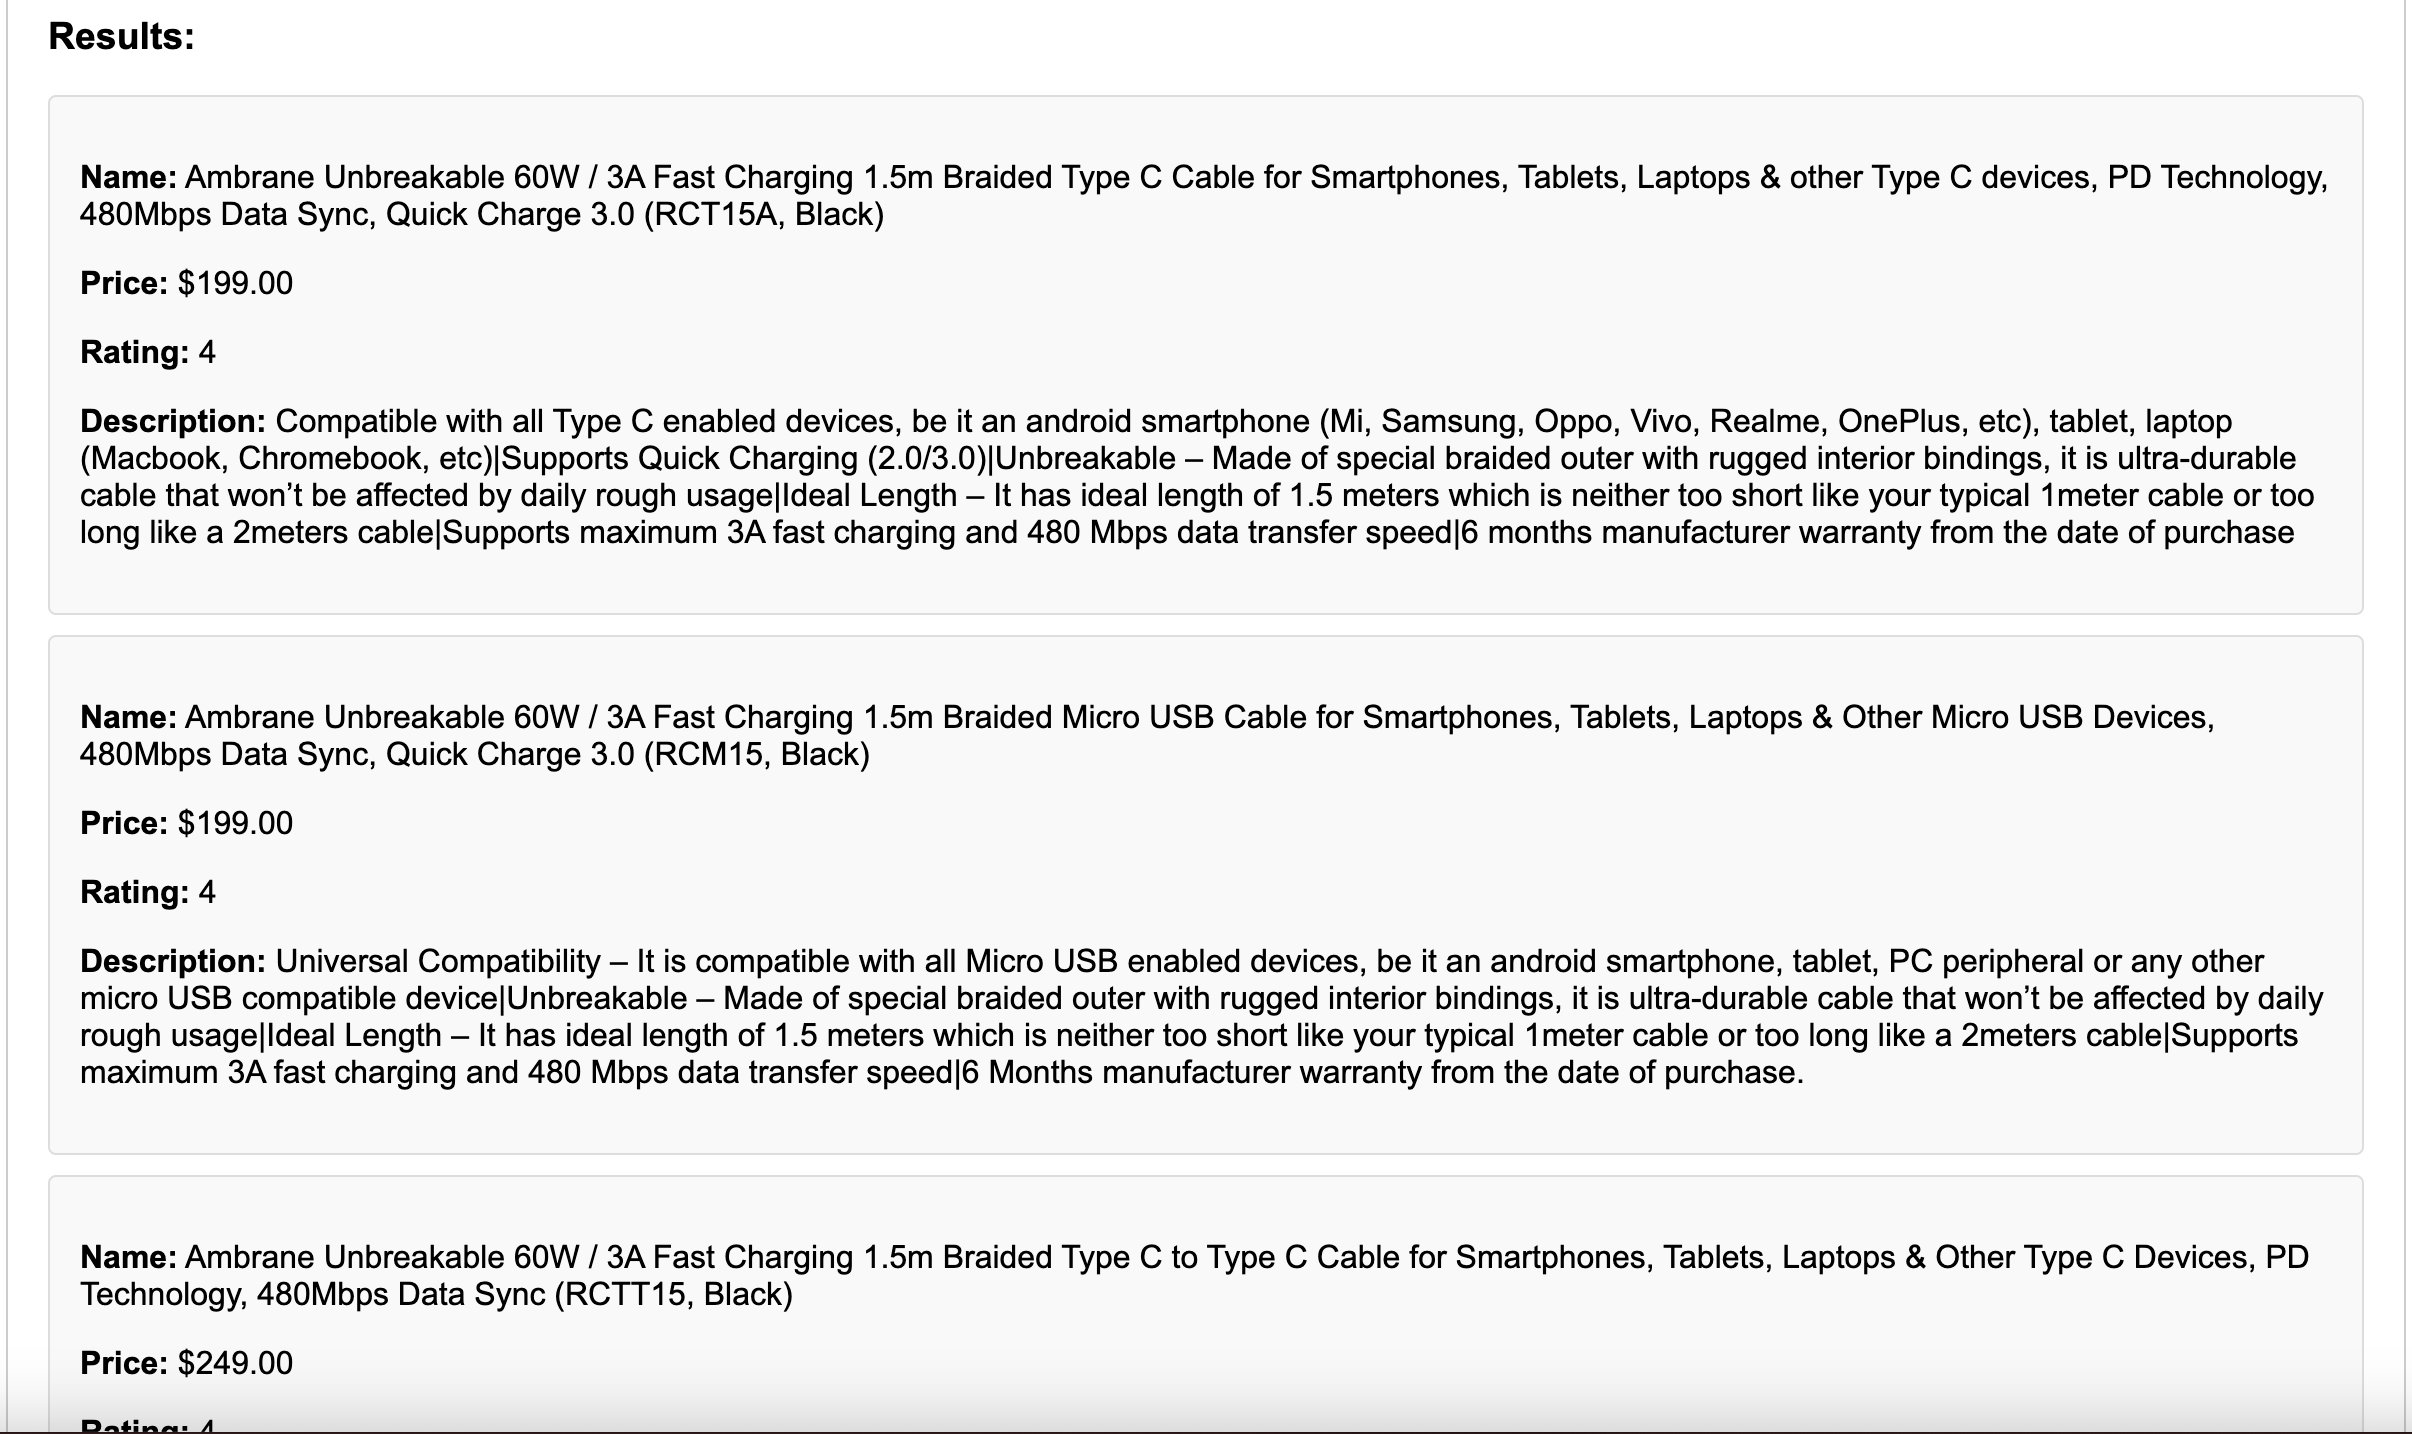 Results:
Name: Ambrane Unbreakable 60W / 3A Fast Charging 1.5m Braided Type C Cable for Smartphones, Tablets, Laptops & other Type C devices, PD Technology,
480Mbps Data Sync, Quick Charge 3.0 (RCT15A, Black)
Price: $199.00
Rating: 4
Description: Compatible with all Type C enabled devices, be it an android smartphone (Mi, Samsung, Oppo, Vivo, Realme, OnePlus, etc), tablet, laptop
(Macbook, Chromebook, etc)|Supports Quick Charging (2.0/3.0)|Unbreakable – Made of special braided outer with rugged interior bindings, it is ultra-durable
cable that won’t be affected by daily rough usage|Ideal Length – It has ideal length of 1.5 meters which is neither too short like your typical 1meter cable or too
long like a 2meters cable|Supports maximum 3A fast charging and 480 Mbps data transfer speed|6 months manufacturer warranty from the date of purchase
Name: Ambrane Unbreakable 60W / 3A Fast Charging 1.5m Braided Micro USB Cable for Smartphones, Tablets, Laptops & Other Micro USB Devices,
480Mbps Data Sync, Quick Charge 3.0 (RCM15, Black)
Price: $199.00
Rating: 4
Description: Universal Compatibility – It is compatible with all Micro USB enabled devices, be it an android smartphone, tablet, PC peripheral or any other
micro USB compatible device|Unbreakable – Made of special braided outer with rugged interior bindings, it is ultra-durable cable that won’t be affected by daily
rough usage|Ideal Length – It has ideal length of 1.5 meters which is neither too short like your typical 1meter cable or too long like a 2meters cable|Supports
maximum 3A fast charging and 480 Mbps data transfer speed|6 Months manufacturer warranty from the date of purchase.
Name: Ambrane Unbreakable 60W / 3A Fast Charging 1.5m Braided Type C to Type C Cable for Smartphones, Tablets, Laptops & Other Type C Devices, PD
Technology, 480Mbps Data Sync (RCTT15, Black)
Price: $249.00
Rating: 4